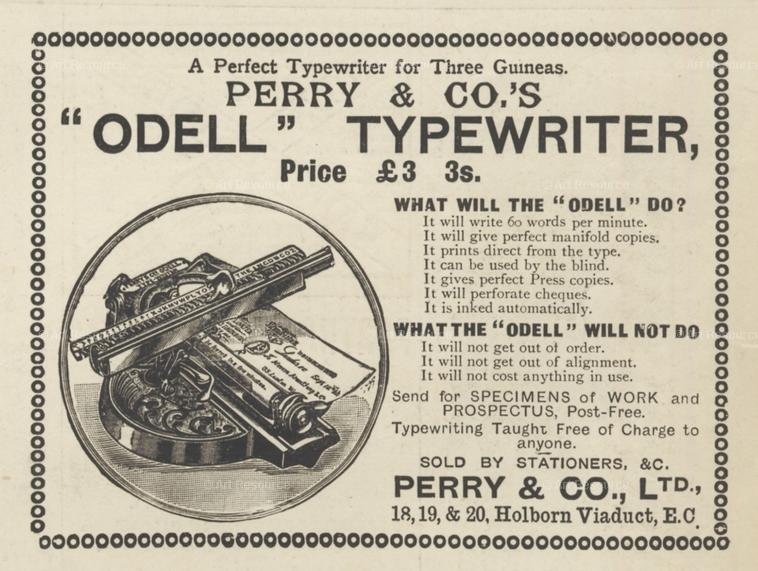 A Perfect Typewriter for Three Guineas.
PERRY & CO.'S
"ODELL" TYPEWRITER,
Price £3 3s.
WHAT WILL THE "ODELL" DO?
It will write 60 words per minute.
It will give perfect manifold copies.
It prints direct from the type.
It can be used by the blind.
It gives perfect Press copies.
It will perforate cheques.
It is inked automatically.
WHAT THE "ODELL" WILL NOT DO
It will not get out of order.
It will not get out of alignment.
It will not cost anything in use.
Send for SPECIMENS of WORK and
PROSPECTUS, Post-Free.
Typewriting Taught Free of Charge to
anyone.
SOLD BY STATIONERS, &C.
PERRY & CO., LTD.,
18, 19, & 20, Holborn Viaduct, E.C.
© Art Resource